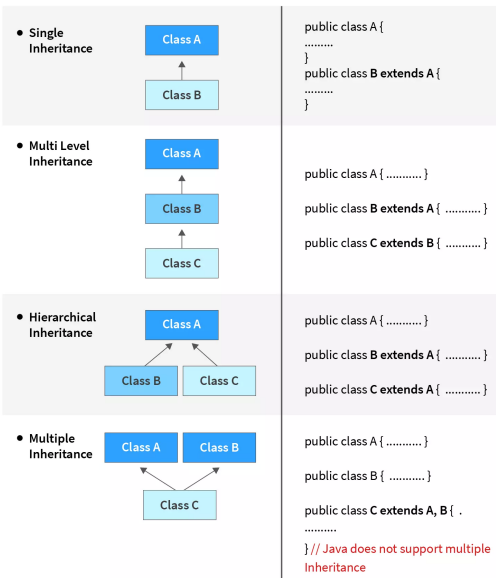 ● Single
Inheritance
Class A
Class B
public class A {
.........
}
public class B extends A {
.........
}
● Multi Level
Inheritance
Class A
Class B
Class C
public class A { ........... }
public class B extends A { ........... }
public class C extends B { ........... }
● Hierarchical
Inheritance
Class A
Class B Class C
public class A { ........... }
public class B extends A { ........... }
public class C extends A { ........... }
● Multiple
Inheritance
Class A Class B
Class C
public class A { ........... }
public class B { ........... }
public class C extends A, B { .
..........
} // Java does not support multiple
Inheritance